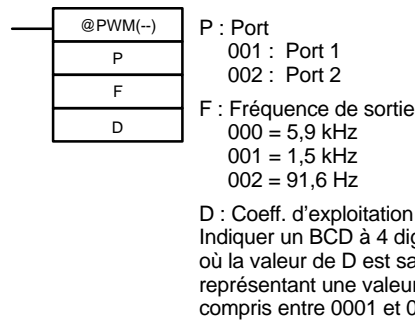 @PWM(--)
P
F
D
P : Port
001 : Port 1
002 : Port 2
F : Fréquence de sortie
000 = 5,9 kHz
001 = 1,5 kHz
002 = 91,6 Hz
D : Coeff. d'exploitation
Indiquer un BCD à 4
où la valeur de D est
représentant une valeur
compris entre 0001 et